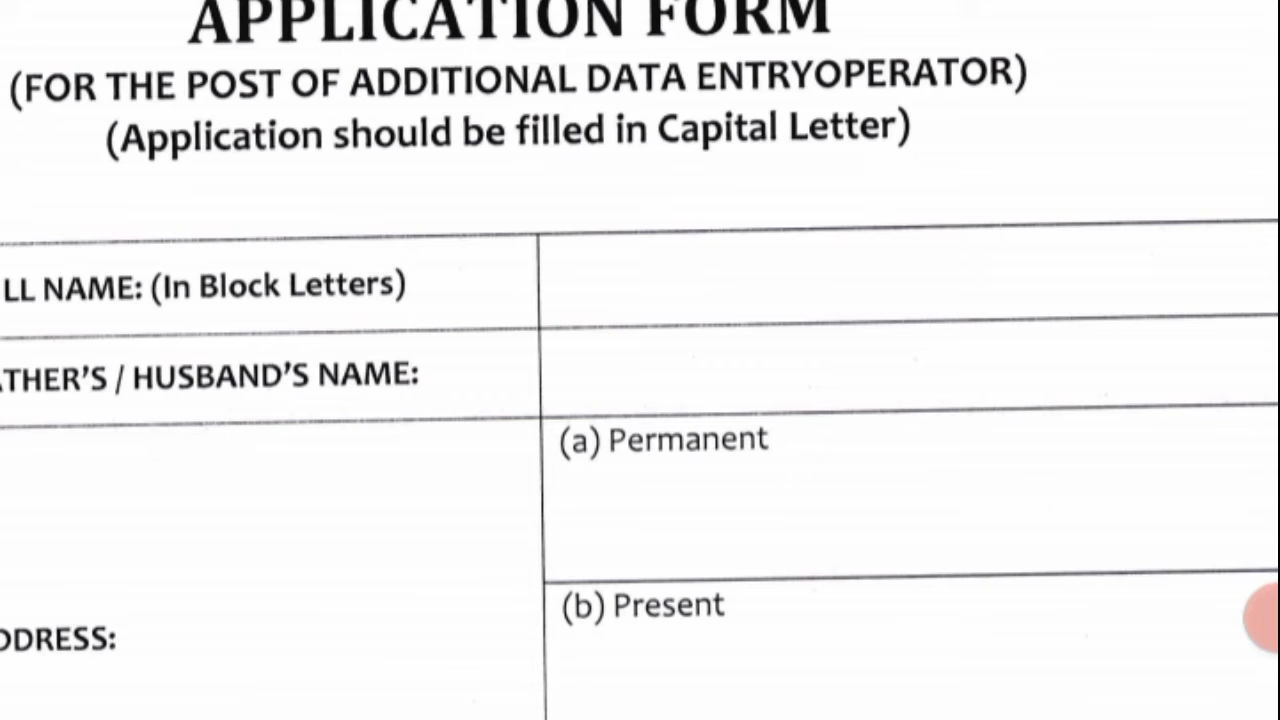 APPLICATION FORM
(FOR THE POST OF ADDITIONAL DATA ENTRYOPERATOR)
(Application should be filled in Capital Letter)
LL NAME: (In Block Letters)
ATHER'S / HUSBAND'S NAME:
(a) Permanent
(b) Present
DDRESS: